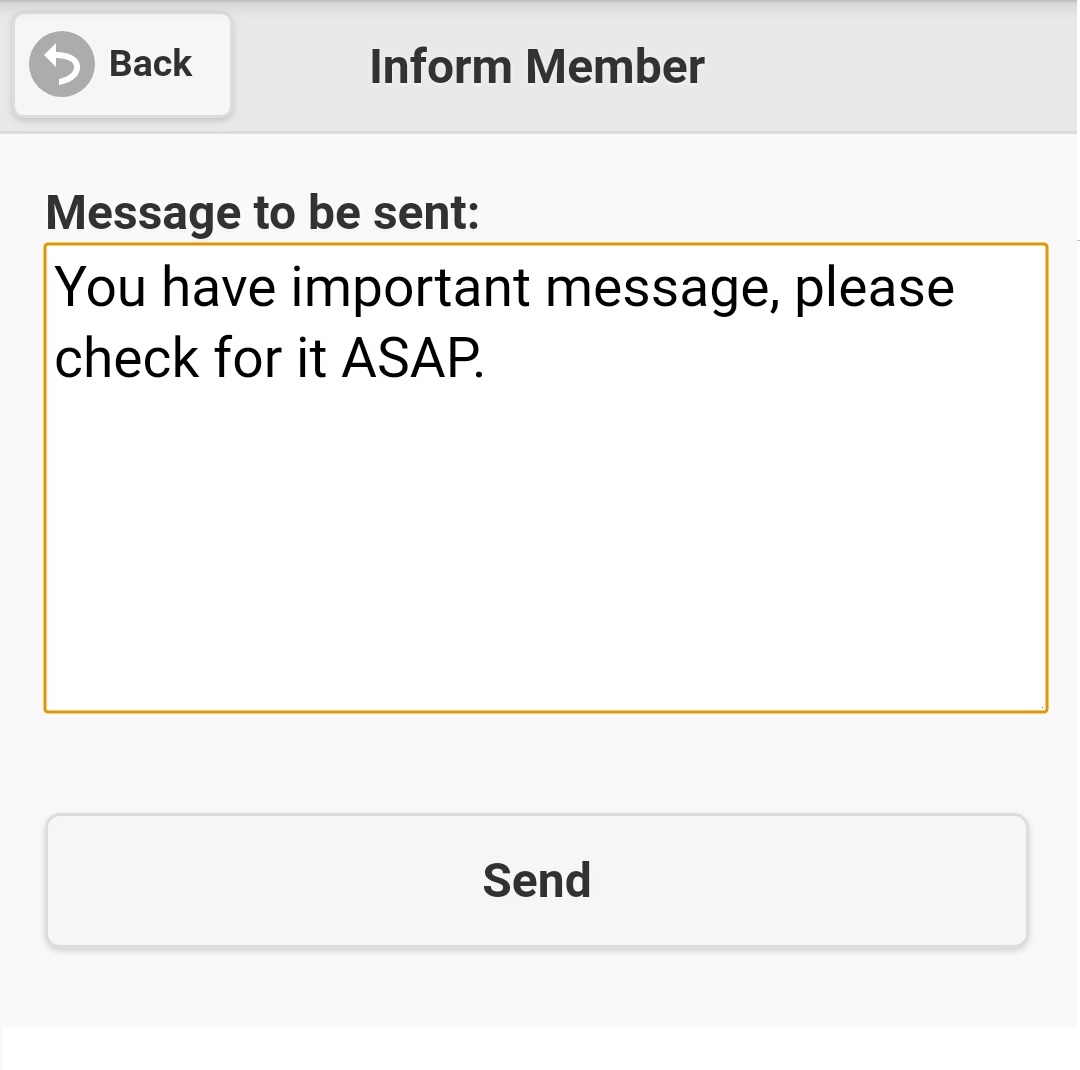 Back
Inform Member
Message to be sent:
You have important message, please
check for it ASAP.
Send